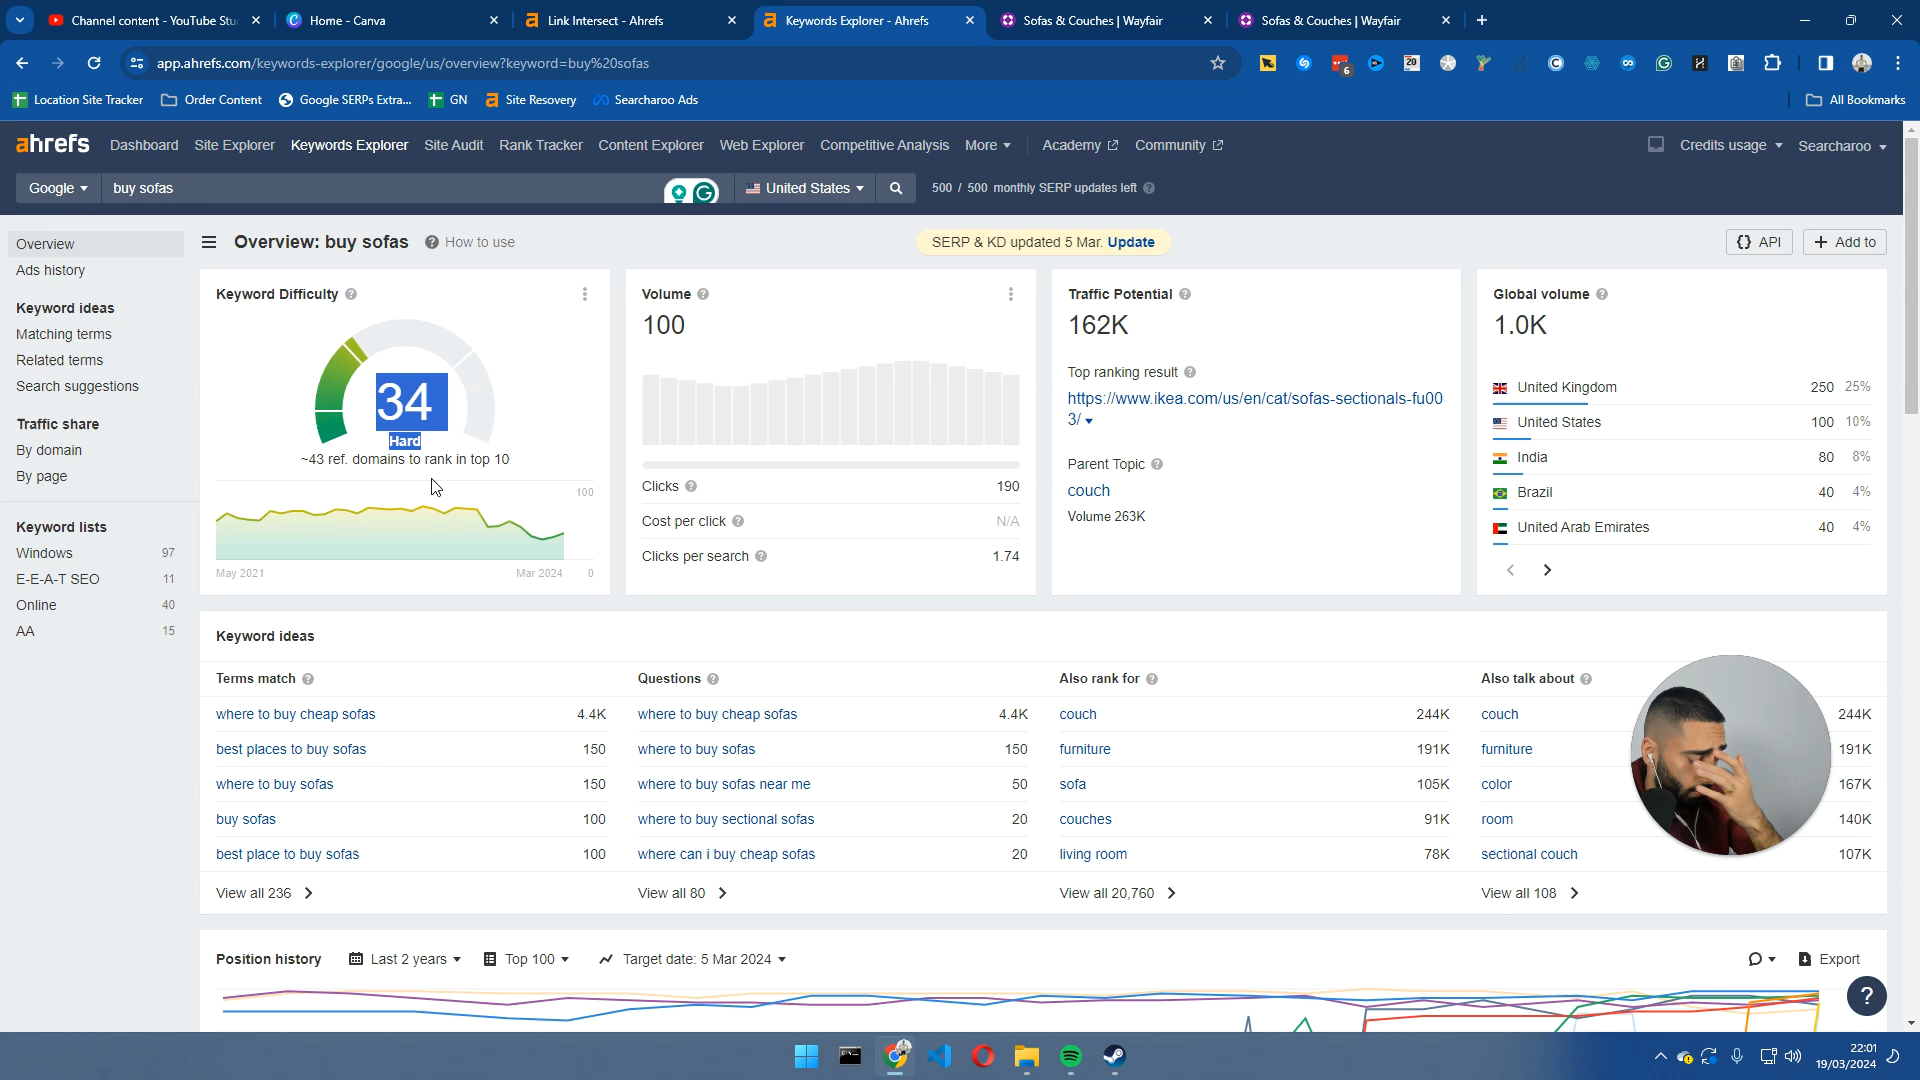 Channel content - YouTube Stu
Home - Canva
Link Intersect - Ahrefs
Keywords Explorer - Ahrefs
Sofas & Couches | Wayfair
Sofas & Couches | Wayfair
app.ahrefs.com/keywords-explorer/google/us/overview?keyword=buy%20sofas
6
20
Location Site Tracker
Order Content
Google SERPs Extra...
GN
Site Recovery
Searcharoo Ads
All Bookmarks
ahrefs
Dashboard
Site Explorer
Keywords Explorer
Site Audit
Rank Tracker
Content Explorer
Web Explorer
Competitive Analysis
More
Academy
Community
Credits usage
Searcharoo
Google
buy sofas
United States
500 / 500 monthly SERP updates left
Overview
Ads history
Keyword ideas
Matching terms
Related terms
Search suggestions
Traffic share
By domain
By page
Keyword lists
Windows 97
E-E-A-T SEO 11
Online 40
AA 15
Overview: buy sofas
How to use
SERP & KD updated 5 Mar. Update
API
Add to
Keyword Difficulty
34
Hard
~43 ref. domains to rank in top 10
100
May 2021
Mar 2024
0
Volume
100
Clicks 190
Cost per click N/A
Clicks per search 1.74
Traffic Potential
162K
Top ranking result
https://www.ikea.com/us/en/cat/sofas-sectionals-fu00
3/
Parent Topic
couch
Volume 263K
Global volume
1.0K
United Kingdom 250 25%
United States 100 10%
India 80 8%
Brazil 40 4%
United Arab Emirates 40 4%
Keyword ideas
Terms match
where to buy cheap sofas 4.4K
best places to buy sofas 150
where to buy sofas 150
buy sofas 100
best place to buy sofas 100
View all 236
Questions
where to buy cheap sofas 4.4K
where to buy sofas 150
where to buy sofas near me 50
where to buy sectional sofas 20
where can i buy cheap sofas 20
View all 80
Also rank for
couch 244K
furniture 191K
sofa 105K
couches 91K
living room 78K
View all 20,760
Also talk about
couch 244K
furniture 191K
color 167K
room 140K
sectional couch 107K
View all 108
Position history
Last 2 years
Top 100
Target date: 5 Mar 2024
Export
?
22:01
19/03/2024